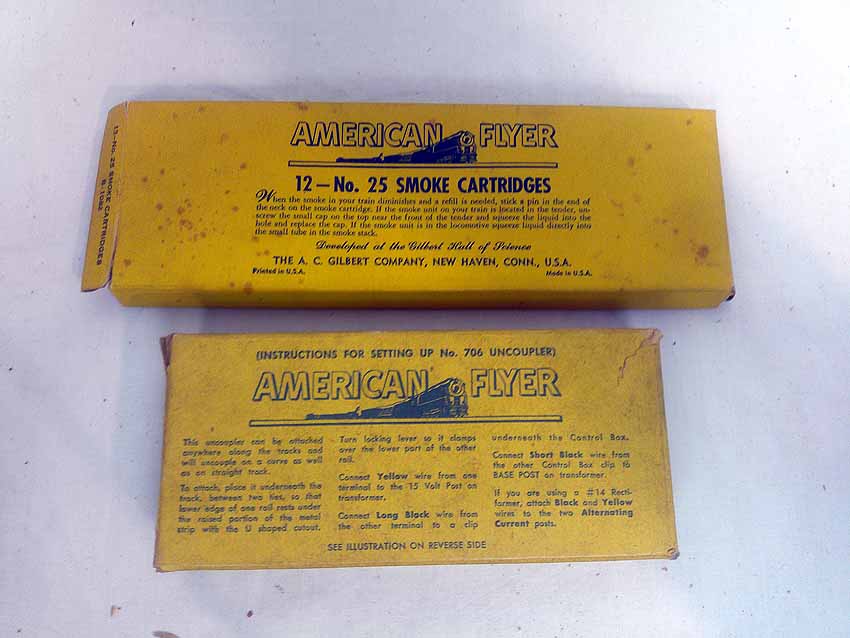 AMERICAN FLYER
12—No. 25 SMOKE CARTRIDGES
When the smoke in your train diminishes and a refill is needed, stick a pin in the end of
the neck on the smoke cartridge. If the smoke unit on your train is located in the tender, un-
screw the small cap on the top near the front of the tender and squeeze the liquid into the
hole and replace the cap. If the smoke unit is in the locomotive squeeze liquid directly into
the small tube in the smoke stack.
Developed at the Gilbert Hall of Science
THE A. C. GILBERT COMPANY, NEW HAVEN, CONN., U.S.A.
Printed in U.S.A.
Made in U.S.A.
12—No. 25 SMOKE CARTRIDGES
(INSTRUCTIONS FOR SETTING UP No. 706 UNCOUPLER)
AMERICAN FLYER
This uncoupler can be attached
anywhere along the tracks and
will uncouple on a curve as well
as on straight track.
To attach, place it underneath the
track, between two ties, so that
lower edge of one rail rests under
the raised portion of the metal
strip with the U shaped cutout.
Turn locking lever so it clamps
over the lower part of the other
rail.
Connect Yellow wire from one
terminal to the 15 Volt Post on
transformer.
Connect Long Black wire from
the other terminal to a clip
underneath the Control Box.
Connect Short Black wire from
the other Control Box clip to
BASE POST on transformer.
If you are using a #14 Recti-
former, attach Black and Yellow
wires to the two Alternating
Current posts.
SEE ILLUSTRATION ON REVERSE SIDE